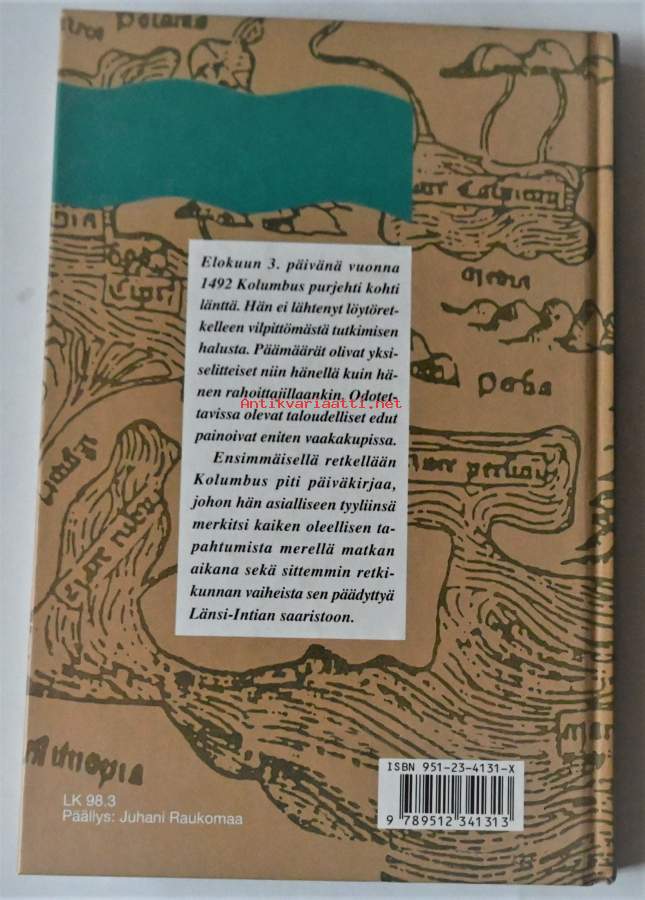 Elokuun 3. päivänä vuonna
1492 Kolumbus purjehti kohti
länttä. Hän ei lähtenyt löytöret-
kelleen vilpittömästä tutkimisen
halusta. Päämäärät olivat yksi-
selitteiset niin hänellä kuin hä-
nen rahoittajillaankin. Odotet-
Antikvariaatti.net
tavissa olevat taloudelliset edut
painoivat eniten vaakakupissa.
Ensimmäisellä retkellään
Kolumbus piti päiväkirjaa,
johon hän asialliseen tyyliinsä
merkitsi kaiken oleellisen ta-
pahtumista merellä matkan
aikana sekä sittemmin retki-
kunnan vaiheista sen päädyttyä
Länsi-Intian saaristoon.
ISBN 951-23-4131-X
9 789512 341313
LK 98.3
Päällys: Juhani Raukomaa